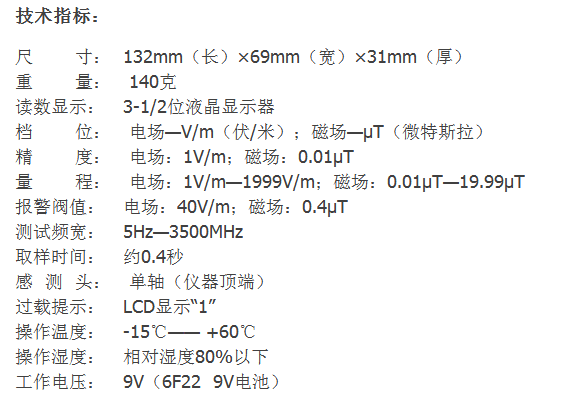 技术指标：
尺 寸： 132mm（长）×69mm（宽）×31mm（厚）
重 量： 140克
读数显示： 3-1/2位液晶显示器
档 位： 电场—V/m（伏/米）；磁场—μT（微特斯拉）
精 度： 电场：1V/m；磁场：0.01μT
量 程： 电场：1V/m—1999V/m；磁场：0.01μT—19.99μT
报警阀值： 电场：40V/m；磁场：0.4μT
测试频宽： 5Hz—3500MHz
取样时间： 约0.4秒
感 测 头： 单轴（仪器顶端）
过载提示： LCD显示“1”
操作温度： -15℃—— +60℃
操作湿度： 相对湿度80%以下
工作电压： 9V（6F22 9V电池）